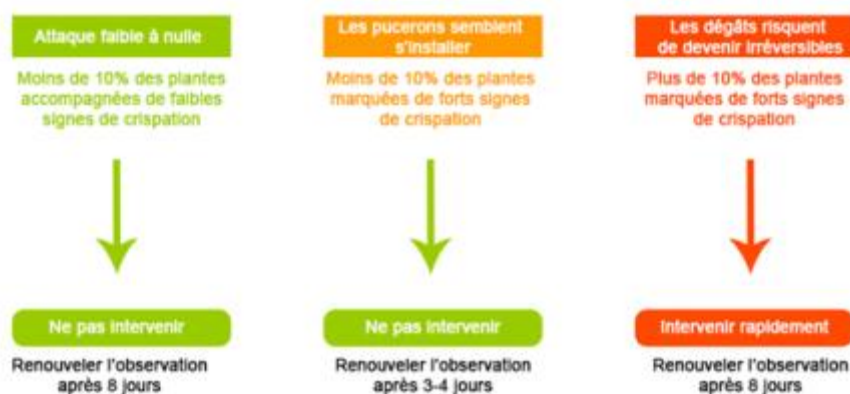 Attaque faible à nulle
Moins de 10% des plantes
accompagnées de faibles
signes de crispation
Ne pas intervenir
Renouveler l'observation
après 8 jours
Les pucerons semblent
s'installer
Moins de 10% des plantes
marquées de forts signes
de crispation
Ne pas intervenir
Renouveler l'observation
après 3-4 jours
Les dégâts risquent
de devenir irréversibles
Plus de 10% des plantes
marquées de forts signes
de crispation
Intervenir rapidement
Renouveler l'observation
après 8 jours